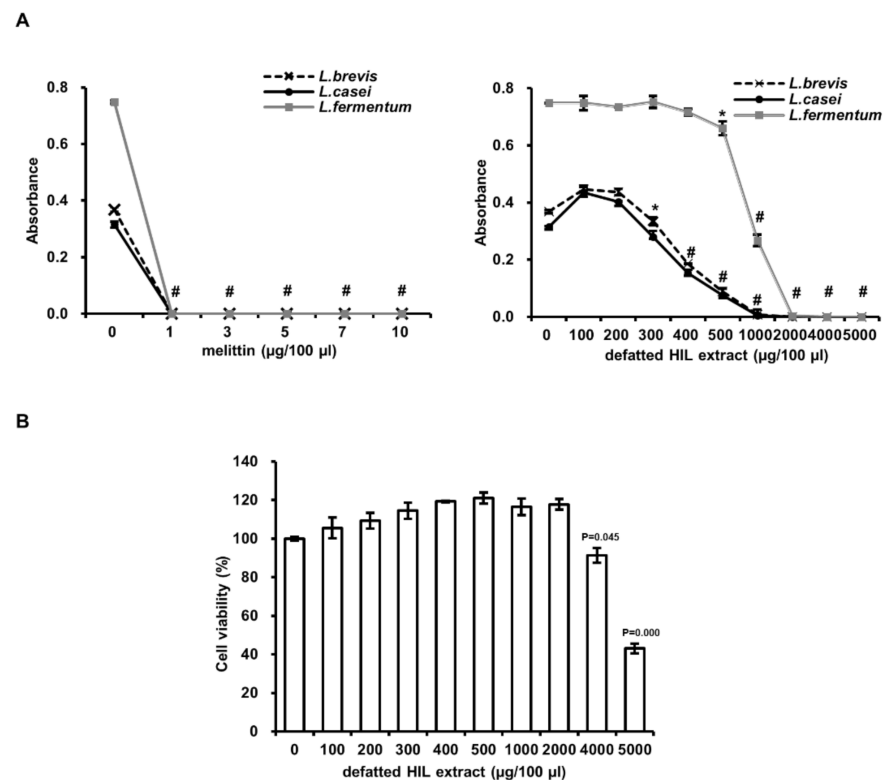 A
L.brevis
L.casei
L.fermentum
0.8
0.6
0.4
0.2
0.0
Absorbance
# # # # #
0 1 3 5 7 10
melittin (µg/100 µl)
L.brevis
L.casei
L.fermentum
0.8
0.6
0.4
0.2
0.0
Absorbance
*
*
#
#
#
#
#
# # #
0 100 200 300 400 500 1000 2000 4000 5000
defatted HIL extract (µg/100 µl)
B
140
120
100
80
60
40
20
0
Cell viability (%)
P=0.045
P=0.000
0 100 200 300 400 500 1000 2000 4000 5000
defatted HIL extract (µg/100 µl)